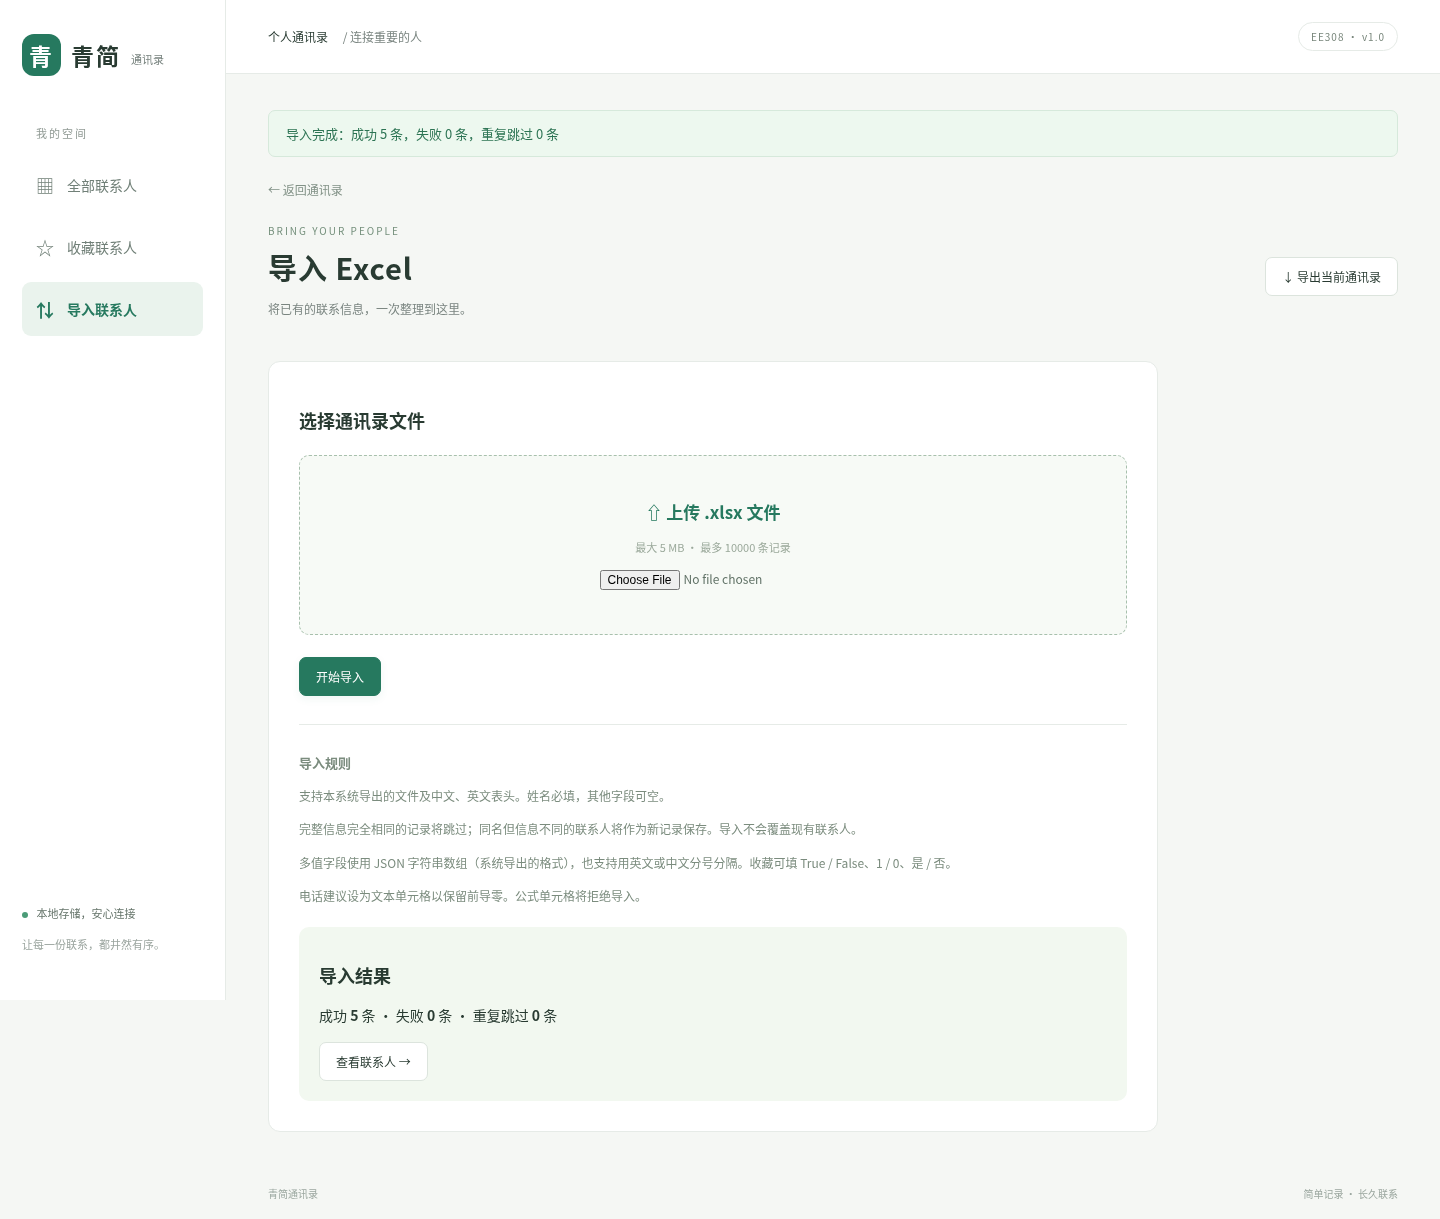 青 青简 通讯录
我的空间
全部联系人
收藏联系人
导入联系人
本地存储，安心连接
让每一份联系，都井然有序。
个人通讯录 / 连接重要的人
EE308 · v1.0
导入完成：成功 5 条，失败 0 条，重复跳过 0 条
← 返回通讯录
BRING YOUR PEOPLE
导入 Excel
将已有的联系信息，一次整理到这里。
↓ 导出当前通讯录
选择通讯录文件
⇧ 上传 .xlsx 文件
最大 5 MB · 最多 10000 条记录
Choose File No file chosen
开始导入
导入规则
支持本系统导出的文件及中文、英文表头。姓名必填，其他字段可空。
完整信息完全相同的记录将跳过；同名但信息不同的联系人将作为新记录保存。导入不会覆盖现有联系人。
多值字段使用 JSON 字符串数组（系统导出的格式），也支持用英文或中文分号分隔。收藏可填 True / False、1 / 0、是 / 否。
电话建议设为文本单元格以保留前导零。公式单元格将拒绝导入。
导入结果
成功 5 条 · 失败 0 条 · 重复跳过 0 条
查看联系人 →
青简通讯录
简单记录 · 长久联系